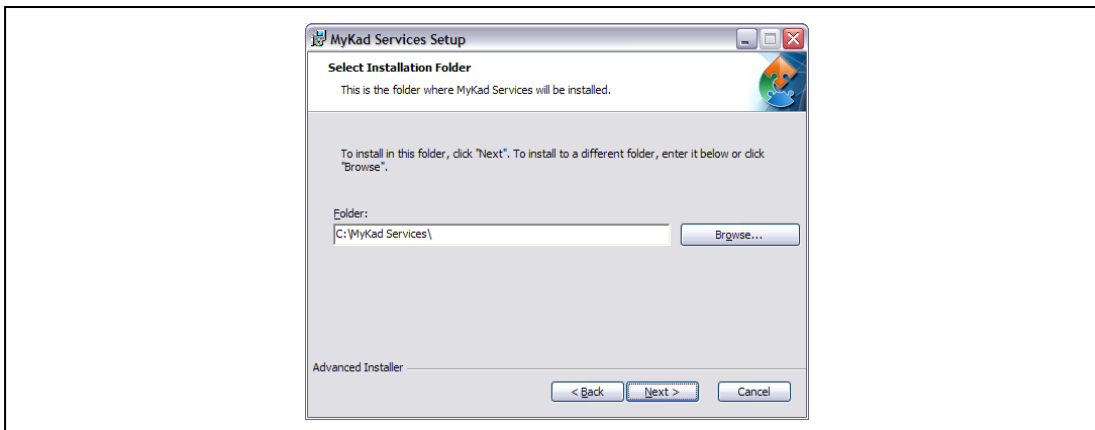 MyKad Services Setup
Select Installation Folder
This is the folder where MyKad Services will be installed.
To install in this folder, click "Next". To install to a different folder, enter it below or click
"Browse".
Folder:
C:\MyKad Services\
Browse...
Advanced Installer
< Back
Next >
Cancel